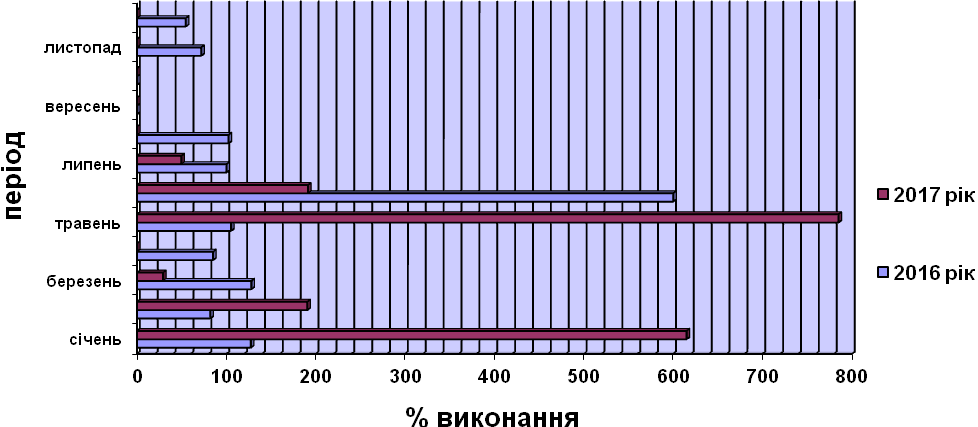 листопад
вересень
липень
травень
березень
січень
період
0 100 200 300 400 500 600 700 800
% виконання
2017 рік
2016 рік